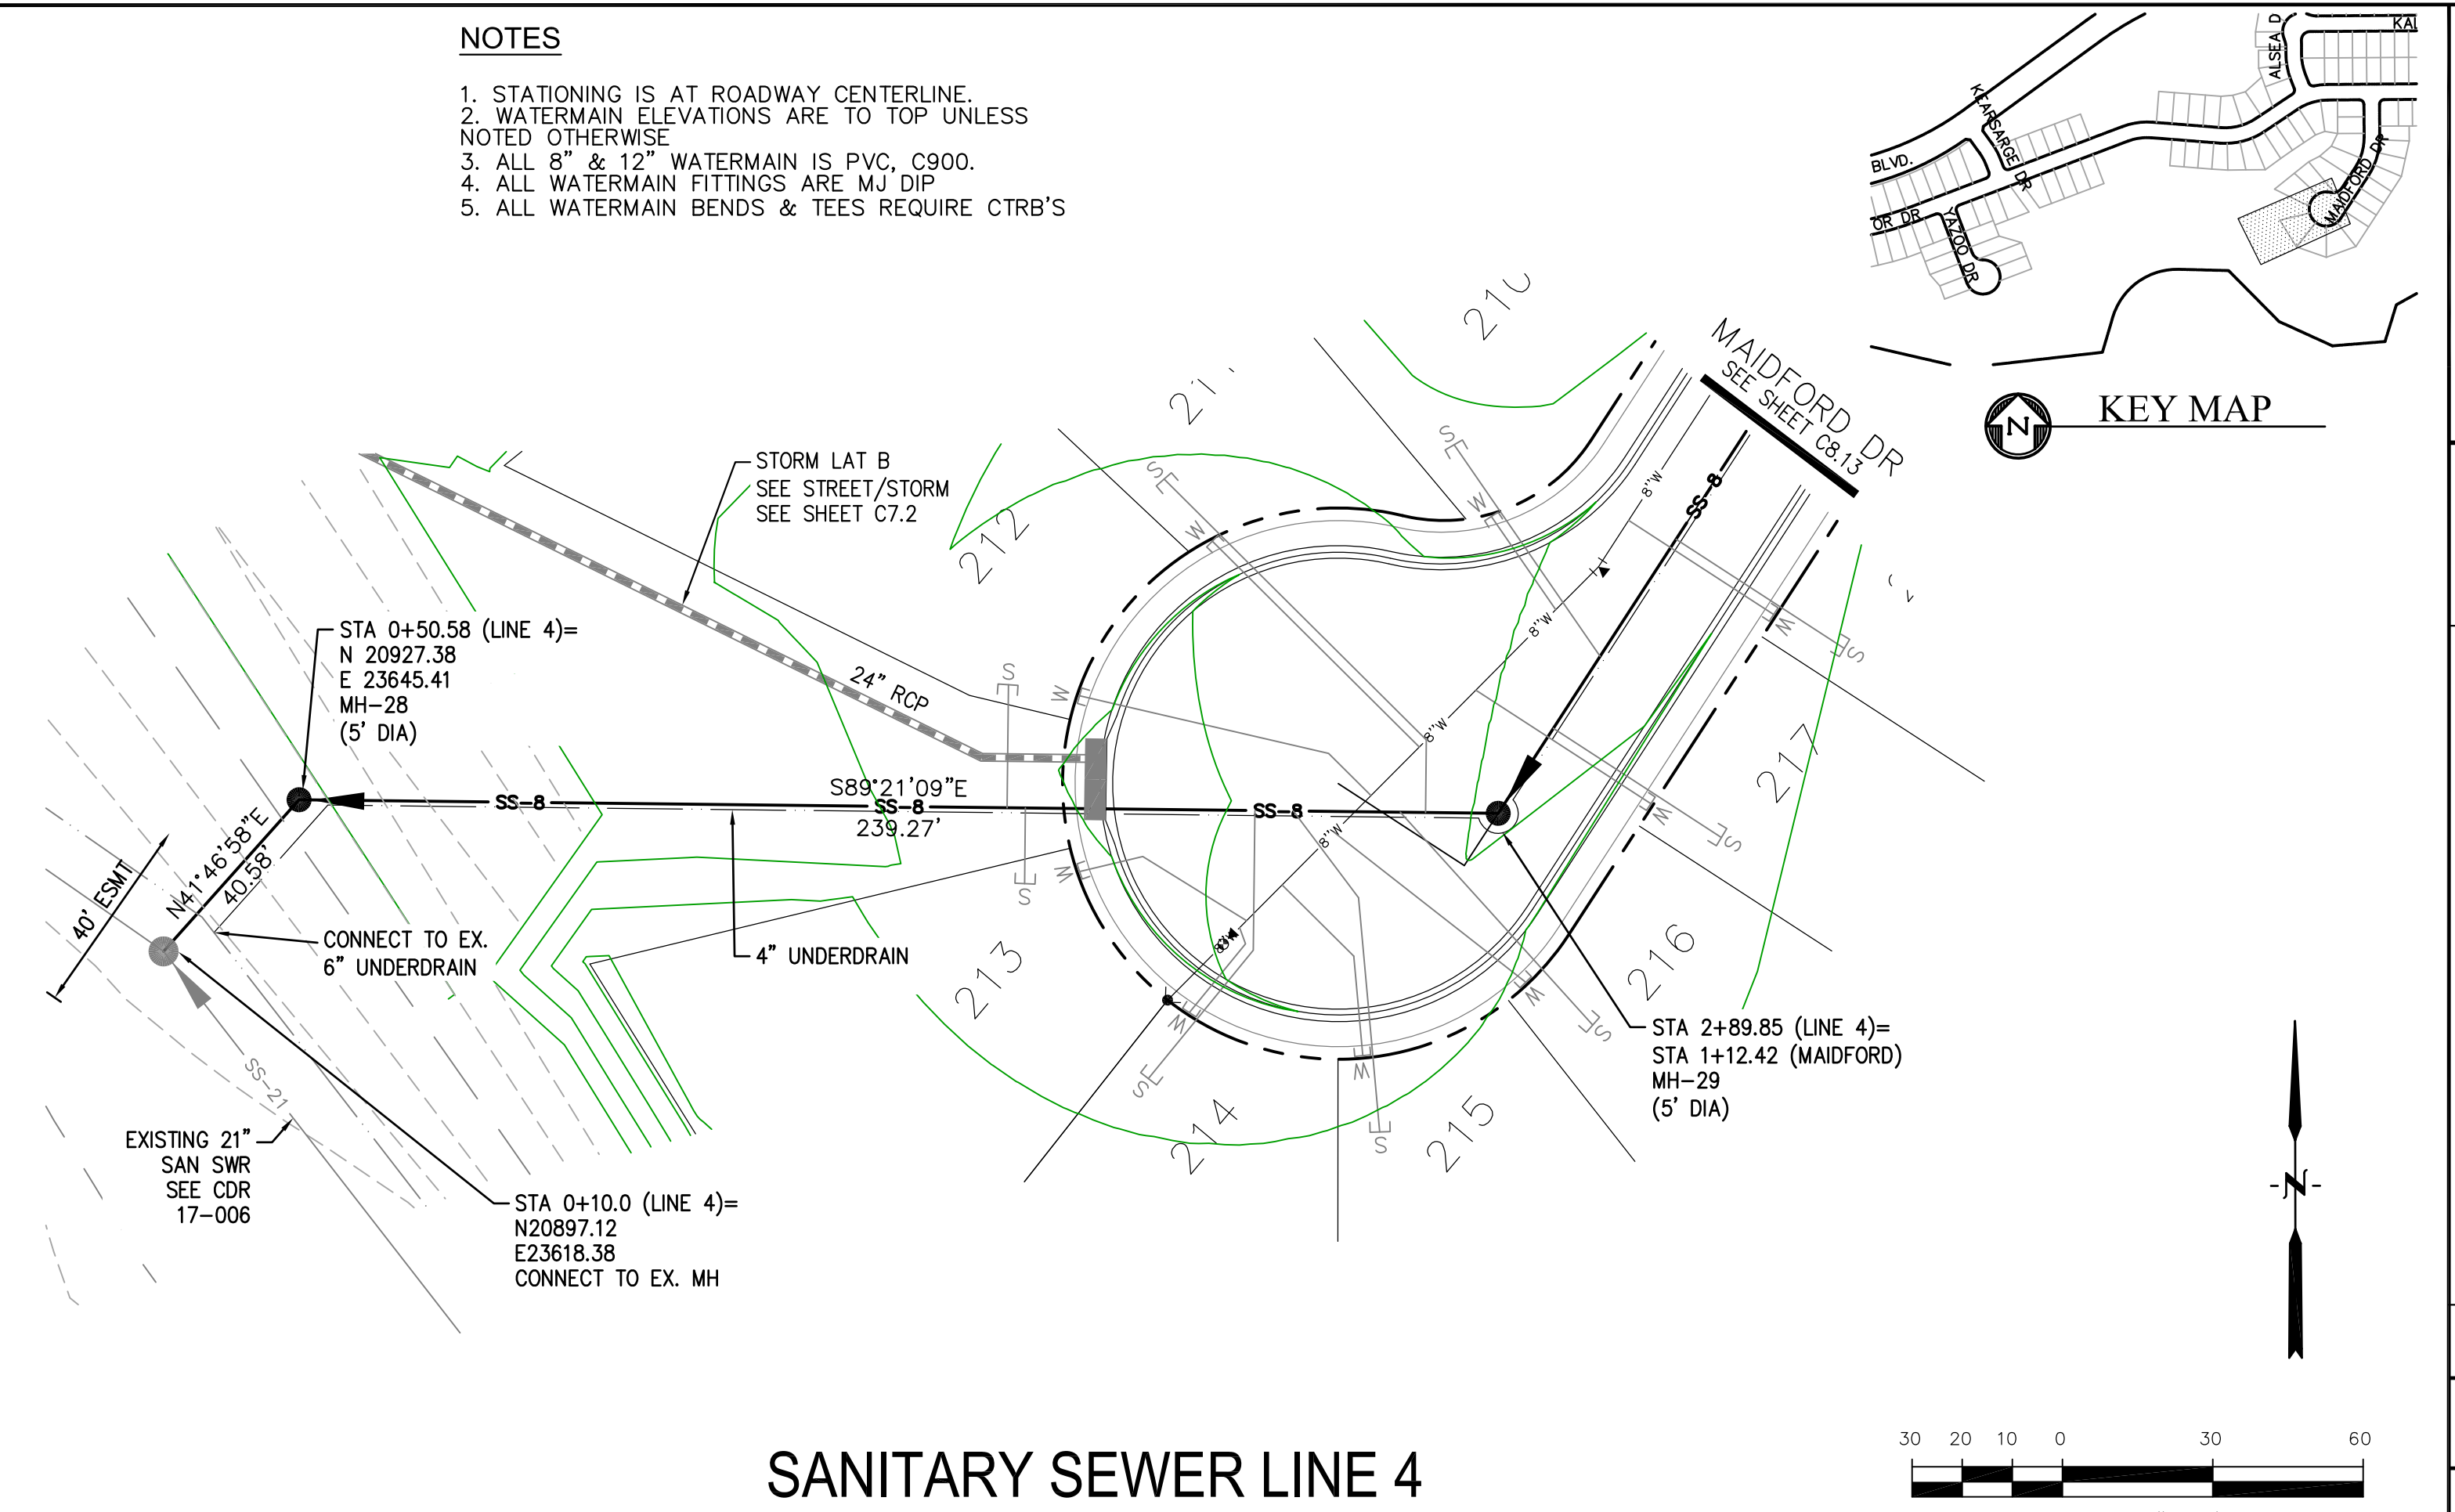 NOTES
1. STATIONING IS AT ROADWAY CENTERLINE.
2. WATERMAIN ELEVATIONS ARE TO TOP UNLESS
NOTED OTHERWISE
3. ALL 8" & 12" WATERMAIN IS PVC, C900.
4. ALL WATERMAIN FITTINGS ARE MJ DIP
5. ALL WATERMAIN BENDS & TEES REQUIRE CTRB'S
KAL
ALSEA D
KEARSARGE DR
BLVD.
MAIDFORD DR
OR DR
YAZOO DR
N
KEY MAP
210
MAIDFORD DR
SEE SHEET C8.13
STORM LAT B
SEE STREET/STORM
SEE SHEET C7.2
212
S
S
W
W
8"W
SS-8
STA 0+50.58 (LINE 4)=
N 20927.38
E 23645.41
MH-28
(5' DIA)
24" RCP
S
W
8"W
W
S
8"W
217
S89°21'09"E
SS-8
SS-8
SS-8
239.27'
8"W
W
S
N41°46'58"E
40.58'
40' ESMT
W
S
CONNECT TO EX.
6" UNDERDRAIN
4" UNDERDRAIN
213
8"W
216
W
W
W
S
S
S
SS-21
214
215
STA 2+89.85 (LINE 4)=
STA 1+12.42 (MAIDFORD)
MH-29
(5' DIA)
EXISTING 21"
SAN SWR
SEE CDR
17-006
STA 0+10.0 (LINE 4)=
N20897.12
E23618.38
CONNECT TO EX. MH
N
SANITARY SEWER LINE 4
30 20 10 0 30 60